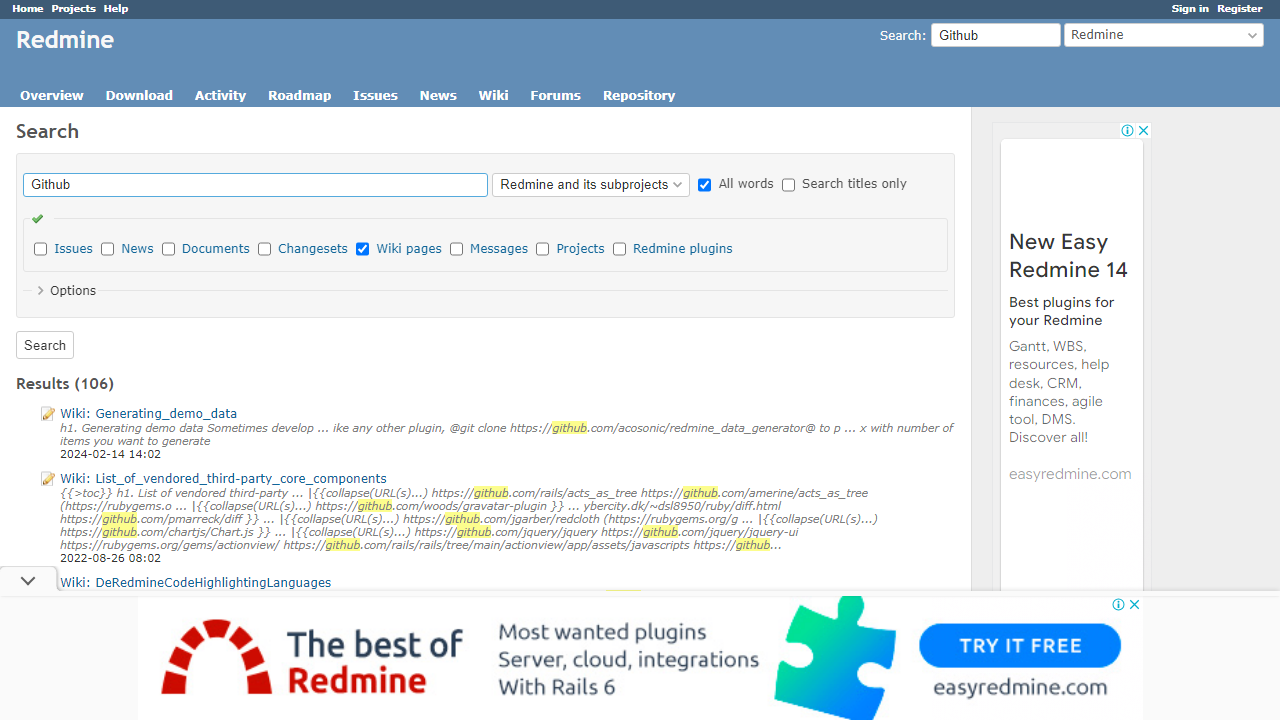 Home Projects Help Sign in Register
Redmine
Search: Github Redmine
Overview Download Activity Roadmap Issues News Wiki Forums Repository
Search
Github Redmine and its subprojects All words Search titles only
Issues News Documents Changesets Wiki pages Messages Projects Redmine plugins
Options
Search
Results (106)
Wiki: Generating_demo_data
h1. Generating demo data Sometimes develop ... ike any other plugin, @git clone https://github.com/acosonic/redmine_data_generator@ to p ... x with number of
items you want to generate
2024-02-14 14:02
Wiki: List_of_vendored_third-party_core_components
{{>toc}} h1. List of vendored third-party ... |{{collapse(URL(s)...) https://github.com/rails/acts_as_tree https://github.com/amerine/acts_as_tree
(https://rubygems.o ... |{{collapse(URL(s)...) https://github.com/woods/gravatar-plugin }} ... ybercity.dk/~dsl8950/ruby/diff.html
https://github.com/pmarreck/diff }} ... |{{collapse(URL(s)...) https://github.com/jgarber/redcloth (https://rubygems.org/g ... |{{collapse(URL(s)...)
https://github.com/chartjs/Chart.js }} ... |{{collapse(URL(s)...) https://github.com/jquery/jquery https://github.com/jquery/jquery-ui
https://rubygems.org/gems/actionview/ https://github.com/rails/rails/tree/main/actionview/app/assets/javascripts https://github...
2022-08-26 08:02
Wiki: DeRedmineCodeHighlightingLanguages
New Easy
Redmine 14
Best plugins for
your Redmine
Gantt, WBS,
resources, help
desk, CRM,
finances, agile
tool, DMS.
Discover all!
easyredmine.com
The best of
Redmine
Most wanted plugins
Server, cloud, integrations
With Rails 6
TRY IT FREE
easyredmine.com